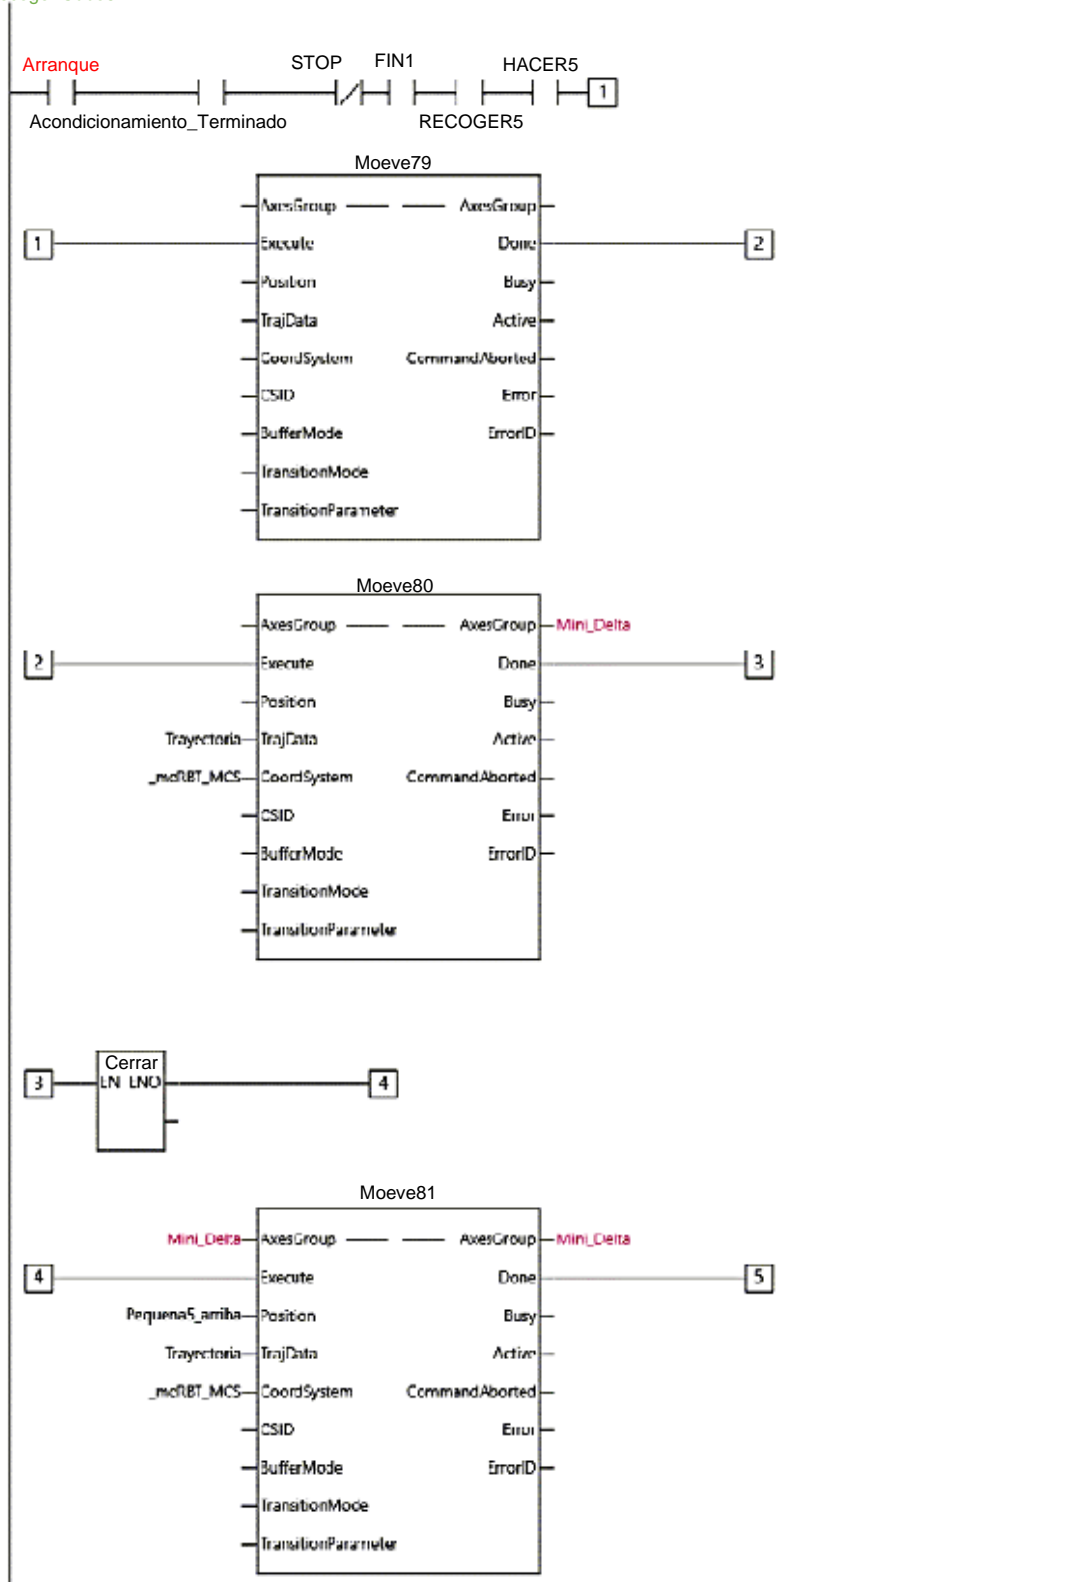 Arranque
STOP
FIN1
HACER5
1
Acondicionamiento_Terminado
RECOGER5
Moeve79
AxesGroup AxesGroup
1 Execute Done 2
Position Busy
TrajData Active
CoordSystem CommandAborted
CSID Error
BufferMode ErrorID
TransitionMode
TransitionParameter
Moeve80
AxesGroup AxesGroup Mini_Delta
2 Execute Done 3
Position Busy
Trayectoria TrajData Active
_mcRBT_MCS CoordSystem CommandAborted
CSID Error
BufferMode ErrorID
TransitionMode
TransitionParameter
Cerrar
3 EN ENO 4
Moeve81
Mini_Delta AxesGroup AxesGroup Mini_Delta
4 Execute Done 5
Pequena5_arriba Position Busy
Trayectoria TrajData Active
_mcRBT_MCS CoordSystem CommandAborted
CSID Error
BufferMode ErrorID
TransitionMode
TransitionParameter